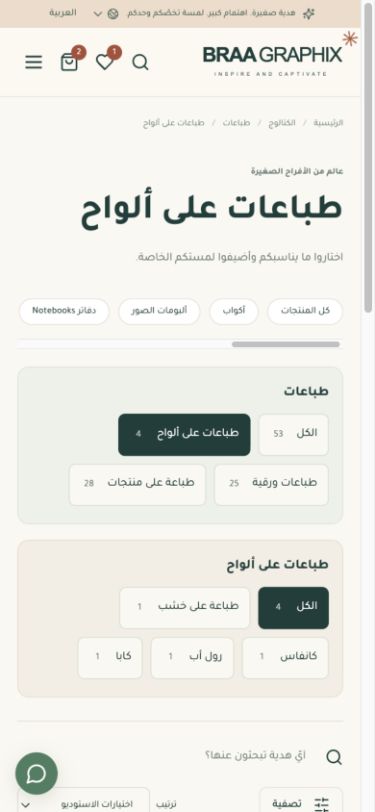 هدية صغيرة. اهتمام كبير. لمسة تخصّكم وحدكم العربية
BRAA GRAPHIX
INSPIRE AND CAPTIVATE
1
2
الرئيسية / الكتالوج / طباعات / طباعات على ألواح
عالم من الأفراح الصغيرة
طباعات على ألواح
اختاروا ما يناسبكم وأضيفوا لمستكم الخاصة.
كل المنتجات أكواب ألبومات الصور دفاتر Notebooks
طباعات
الكل 53 طباعات على ألواح 4
طباعات ورقية 25 طباعة على منتجات 28
طباعات على ألواح
الكل 4 طباعة على خشب 1
كانفاس 1 رول أب 1 كابا 1
أي هدية تبحثون عنها؟
تصفية ترتيب اختيارات الاستوديو